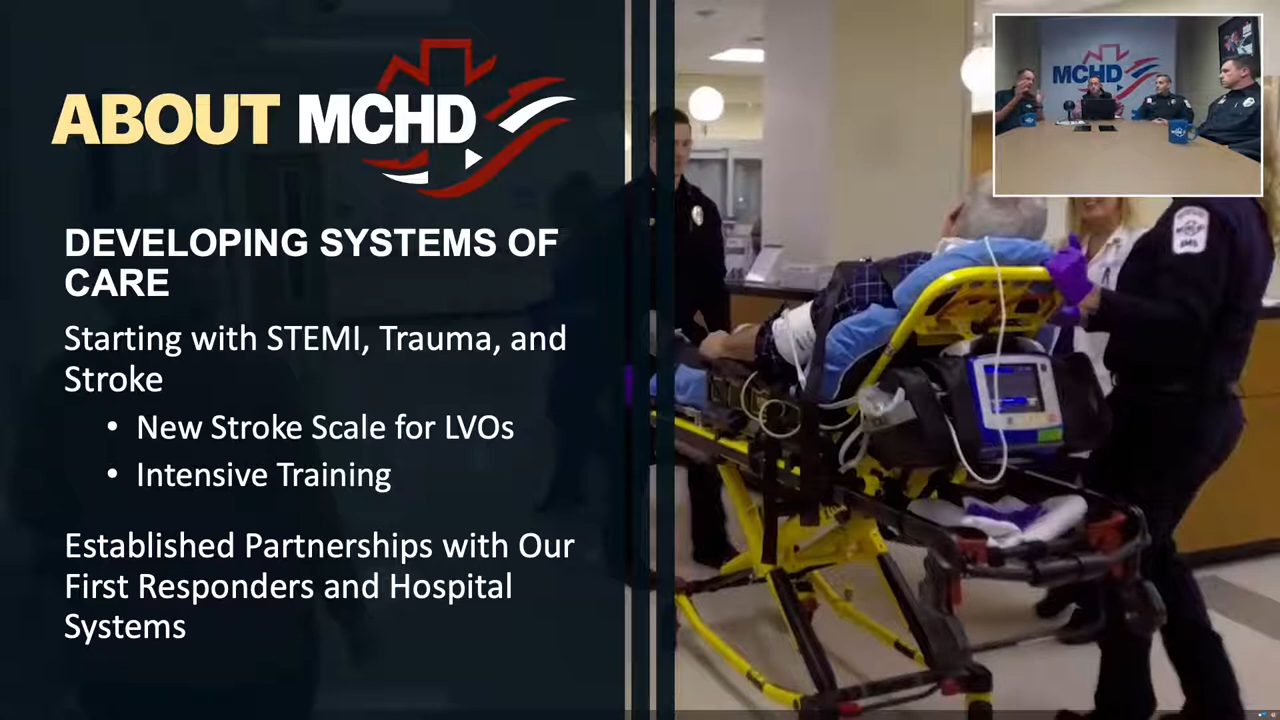 ABOUT MCHD
DEVELOPING SYSTEMS OF
CARE
Starting with STEMI, Trauma, and
Stroke
• New Stroke Scale for LVOs
• Intensive Training
Established Partnerships with Our
First Responders and Hospital
Systems
MCHD
EMS